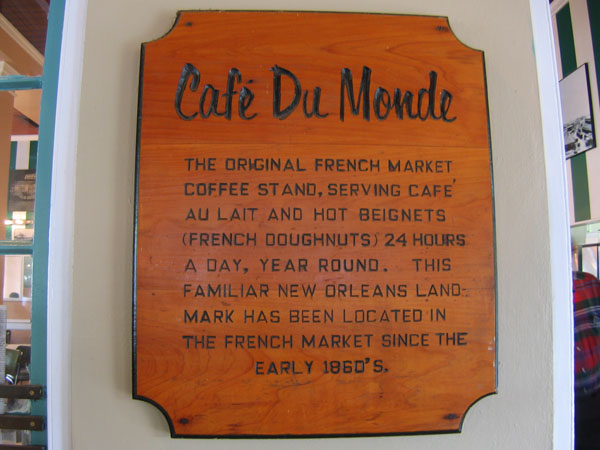 Café Du Monde
THE ORIGINAL FRENCH MARKET
COFFEE STAND, SERVING CAFE'
AU LAIT AND HOT BEIGNETS
(FRENCH DOUGHNUTS) 24 HOURS
A DAY, YEAR ROUND. THIS
FAMILIAR NEW ORLEANS LAND-
MARK HAS BEEN LOCATED IN
THE FRENCH MARKET SINCE THE
EARLY 1860'S.